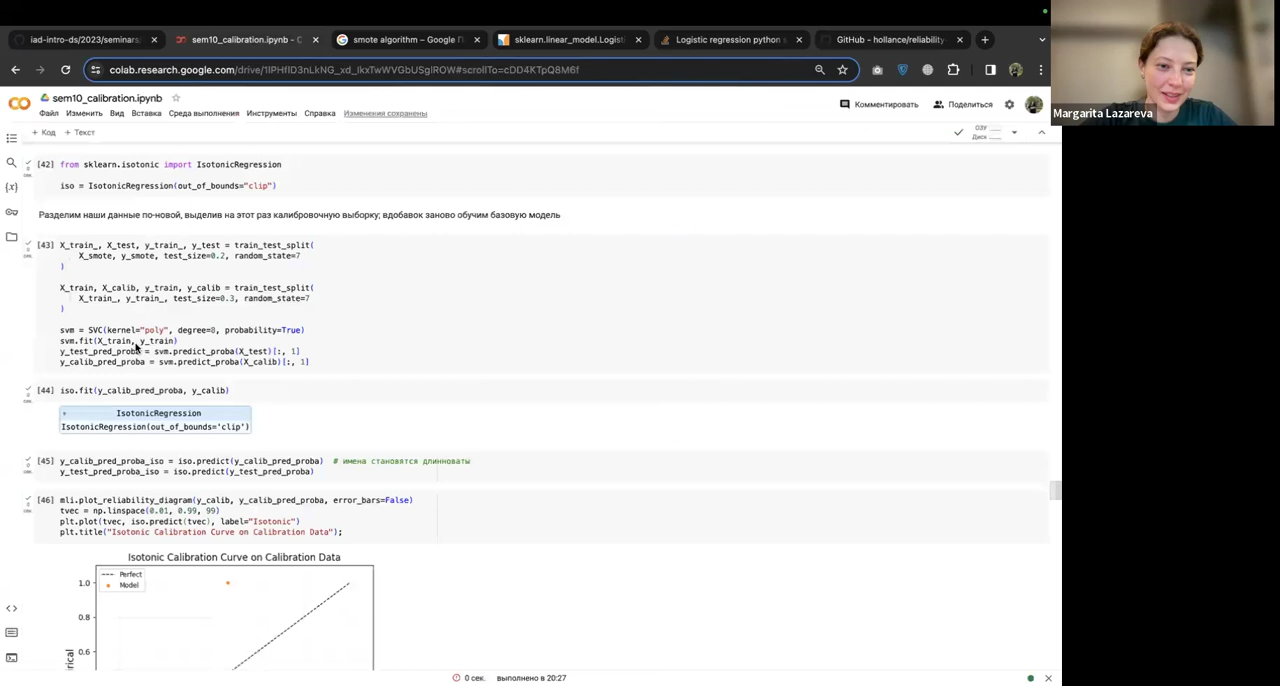 iad-intro-ds/2023/seminars/
sem10_calibration.ipynb - C
smote algorithm – Google П
sklearn.linear_model.Logist
Logistic regression python s
GitHub - hollance/reliability-
sem10_calibration.ipynb
Файл Изменить Вид Вставка Среда выполнения Инструменты Справка Изменения сохранены
Комментировать
Поделиться
+ Код + Текст
ОЗУ
Диск
Margarita Lazareva
[42] from sklearn.isotonic import IsotonicRegression
iso = IsotonicRegression(out_of_bounds="clip")
Разделим наши данные по-новой, выделив на этот раз калибровочную выборку; вдобавок заново обучим базовую модель
[43] X_train_, X_test, y_train_, y_test = train_test_split(
X_smote, y_smote, test_size=0.2, random_state=7
)
X_train, X_calib, y_train, y_calib = train_test_split(
X_train_, y_train_, test_size=0.3, random_state=7
)
svm = SVC(kernel="poly", degree=8, probability=True)
svm.fit(X_train, y_train)
y_test_pred_proba = svm.predict_proba(X_test)[:, 1]
y_calib_pred_proba = svm.predict_proba(X_calib)[:, 1]
[44] iso.fit(y_calib_pred_proba, y_calib)
IsotonicRegression
IsotonicRegression(out_of_bounds='clip')
[45] y_calib_pred_proba_iso = iso.predict(y_calib_pred_proba) # имена становятся длинноваты
y_test_pred_proba_iso = iso.predict(y_test_pred_proba)
[46] mli.plot_reliability_diagram(y_calib, y_calib_pred_proba, error_bars=False)
tvec = np.linspace(0.01, 0.99, 99)
plt.plot(tvec, iso.predict(tvec), label="Isotonic")
plt.title("Isotonic Calibration Curve on Calibration Data");
Isotonic Calibration Curve on Calibration Data
Perfect
Model
1.0
0.8
0.6
0 сек. выполнено в 20:27